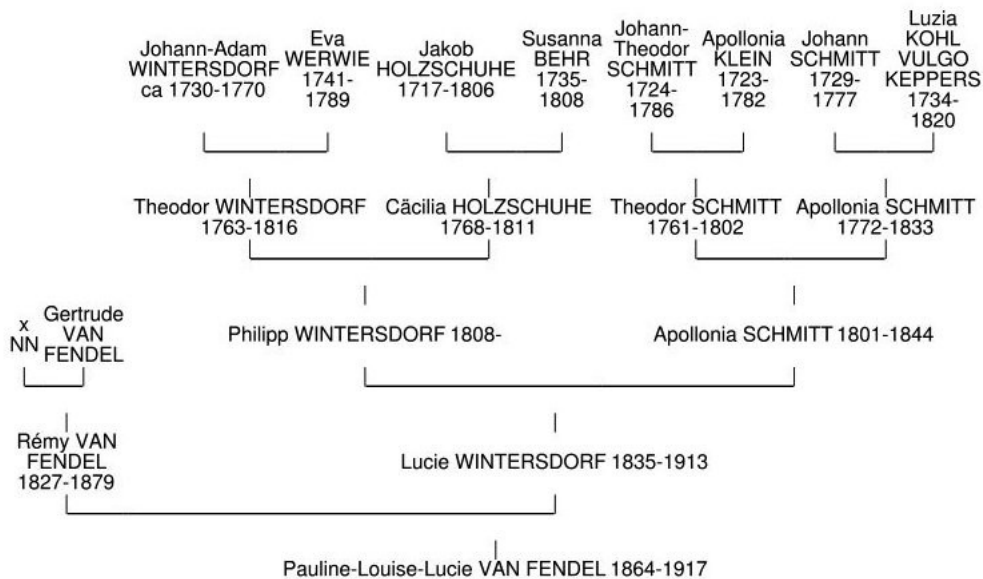 Johann-Adam
WINTERSDORF
ca 1730-1770
Eva
WERWIE
1741-
1789
Jakob
HOLZSCHUHE
1717-1806
Susanna
BEHR
1735-
1808
Johann-
Theodor
SCHMITT
1724-
1786
Apollonia
KLEIN
1723-
1782
Johann
SCHMITT
1729-
1777
Luzia
KOHL
VULGO
KEPPERS
1734-
1820
Theodor WINTERSDORF
1763-1816
Cäcilia HOLZSCHUHE
1768-1811
Theodor SCHMITT
1761-1802
Apollonia SCHMITT
1772-1833
x
NN
Gertrude
VAN
FENDEL
Philipp WINTERSDORF 1808-
Apollonia SCHMITT 1801-1844
Rémy VAN
FENDEL
1827-1879
Lucie WINTERSDORF 1835-1913
Pauline-Louise-Lucie VAN FENDEL 1864-1917